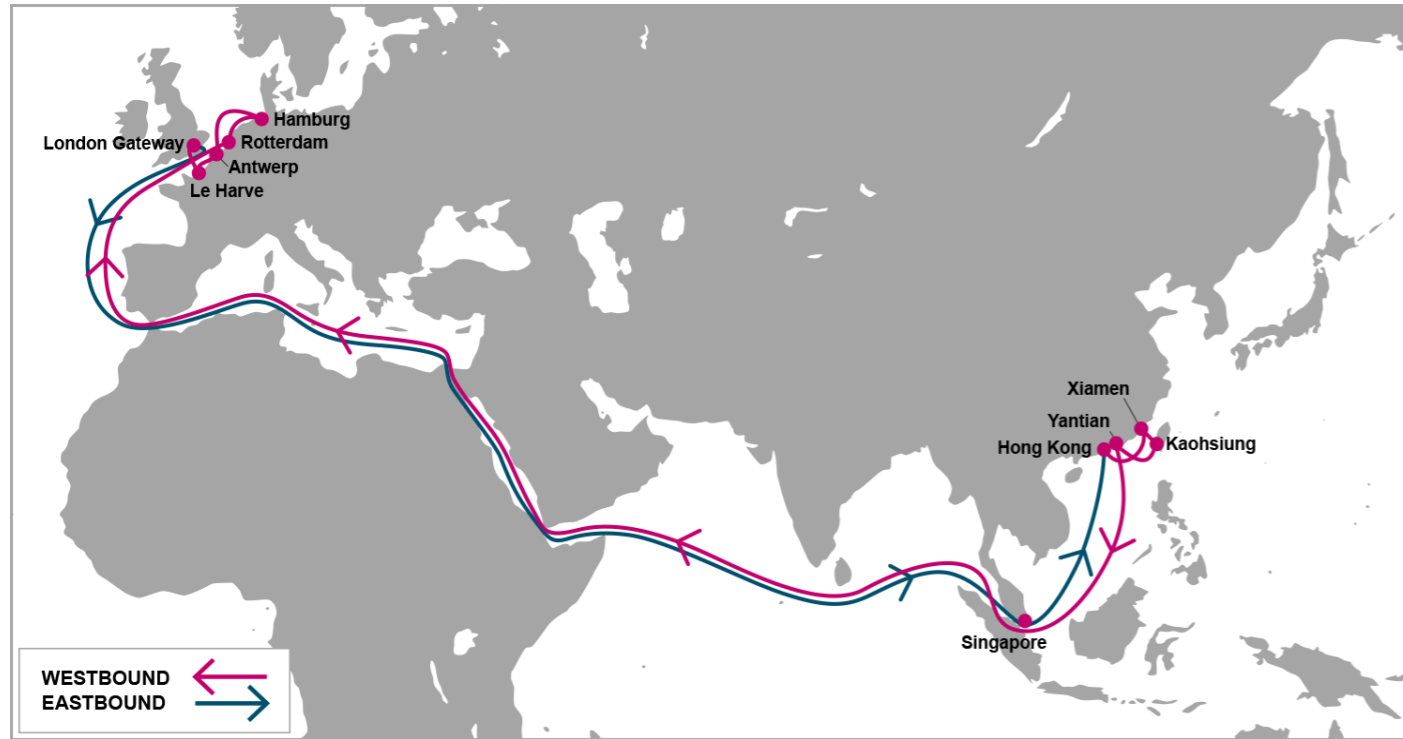 Hamburg
London Gateway
Rotterdam
Antwerp
Le Harve
Xiamen
Yantian
Hong Kong
Kaohsiung
Singapore
WESTBOUND
EASTBOUND